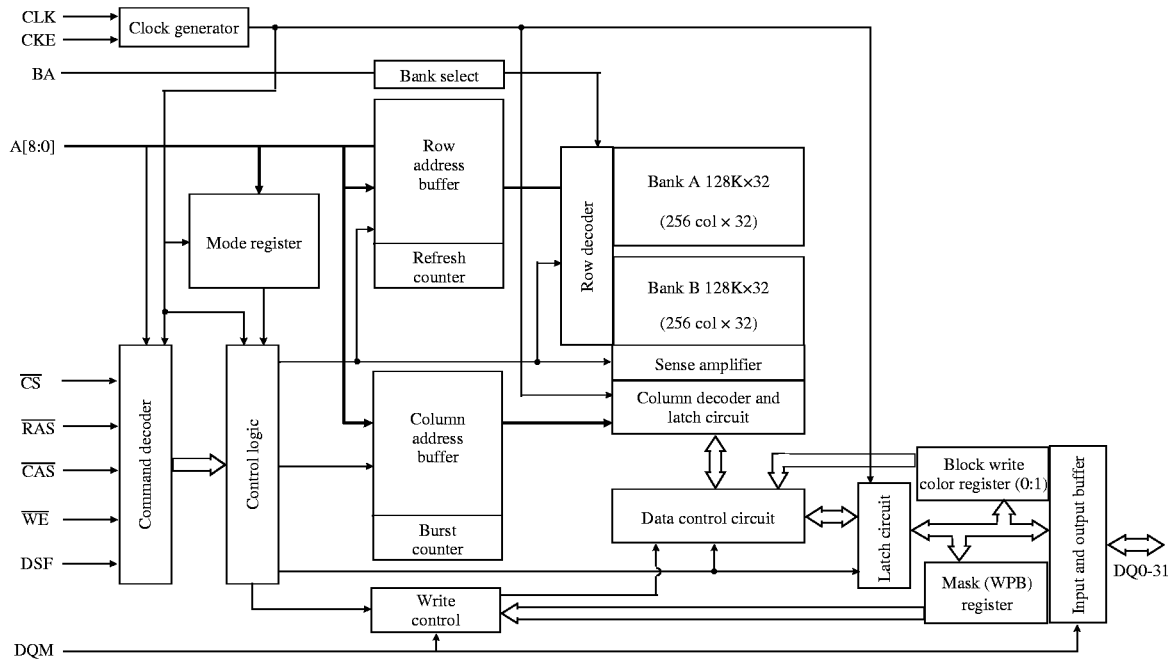 CLK
CKE
Clock generator
BA
Bank select
A[8:0]
Row
address
buffer
Refresh
counter
Mode register
Row decoder
Bank A 128K×32
(256 col × 32)
Bank B 128K×32
(256 col × 32)
Sense amplifier
Column decoder and
latch circuit
CS
RAS
CAS
WE
DSF
Command decoder
Control logic
Column
address
buffer
Burst
counter
Data control circuit
Latch circuit
Block write
color register (0:1)
Mask (WPB)
register
Input and output buffer
DQ0-31
Write
control
DQM